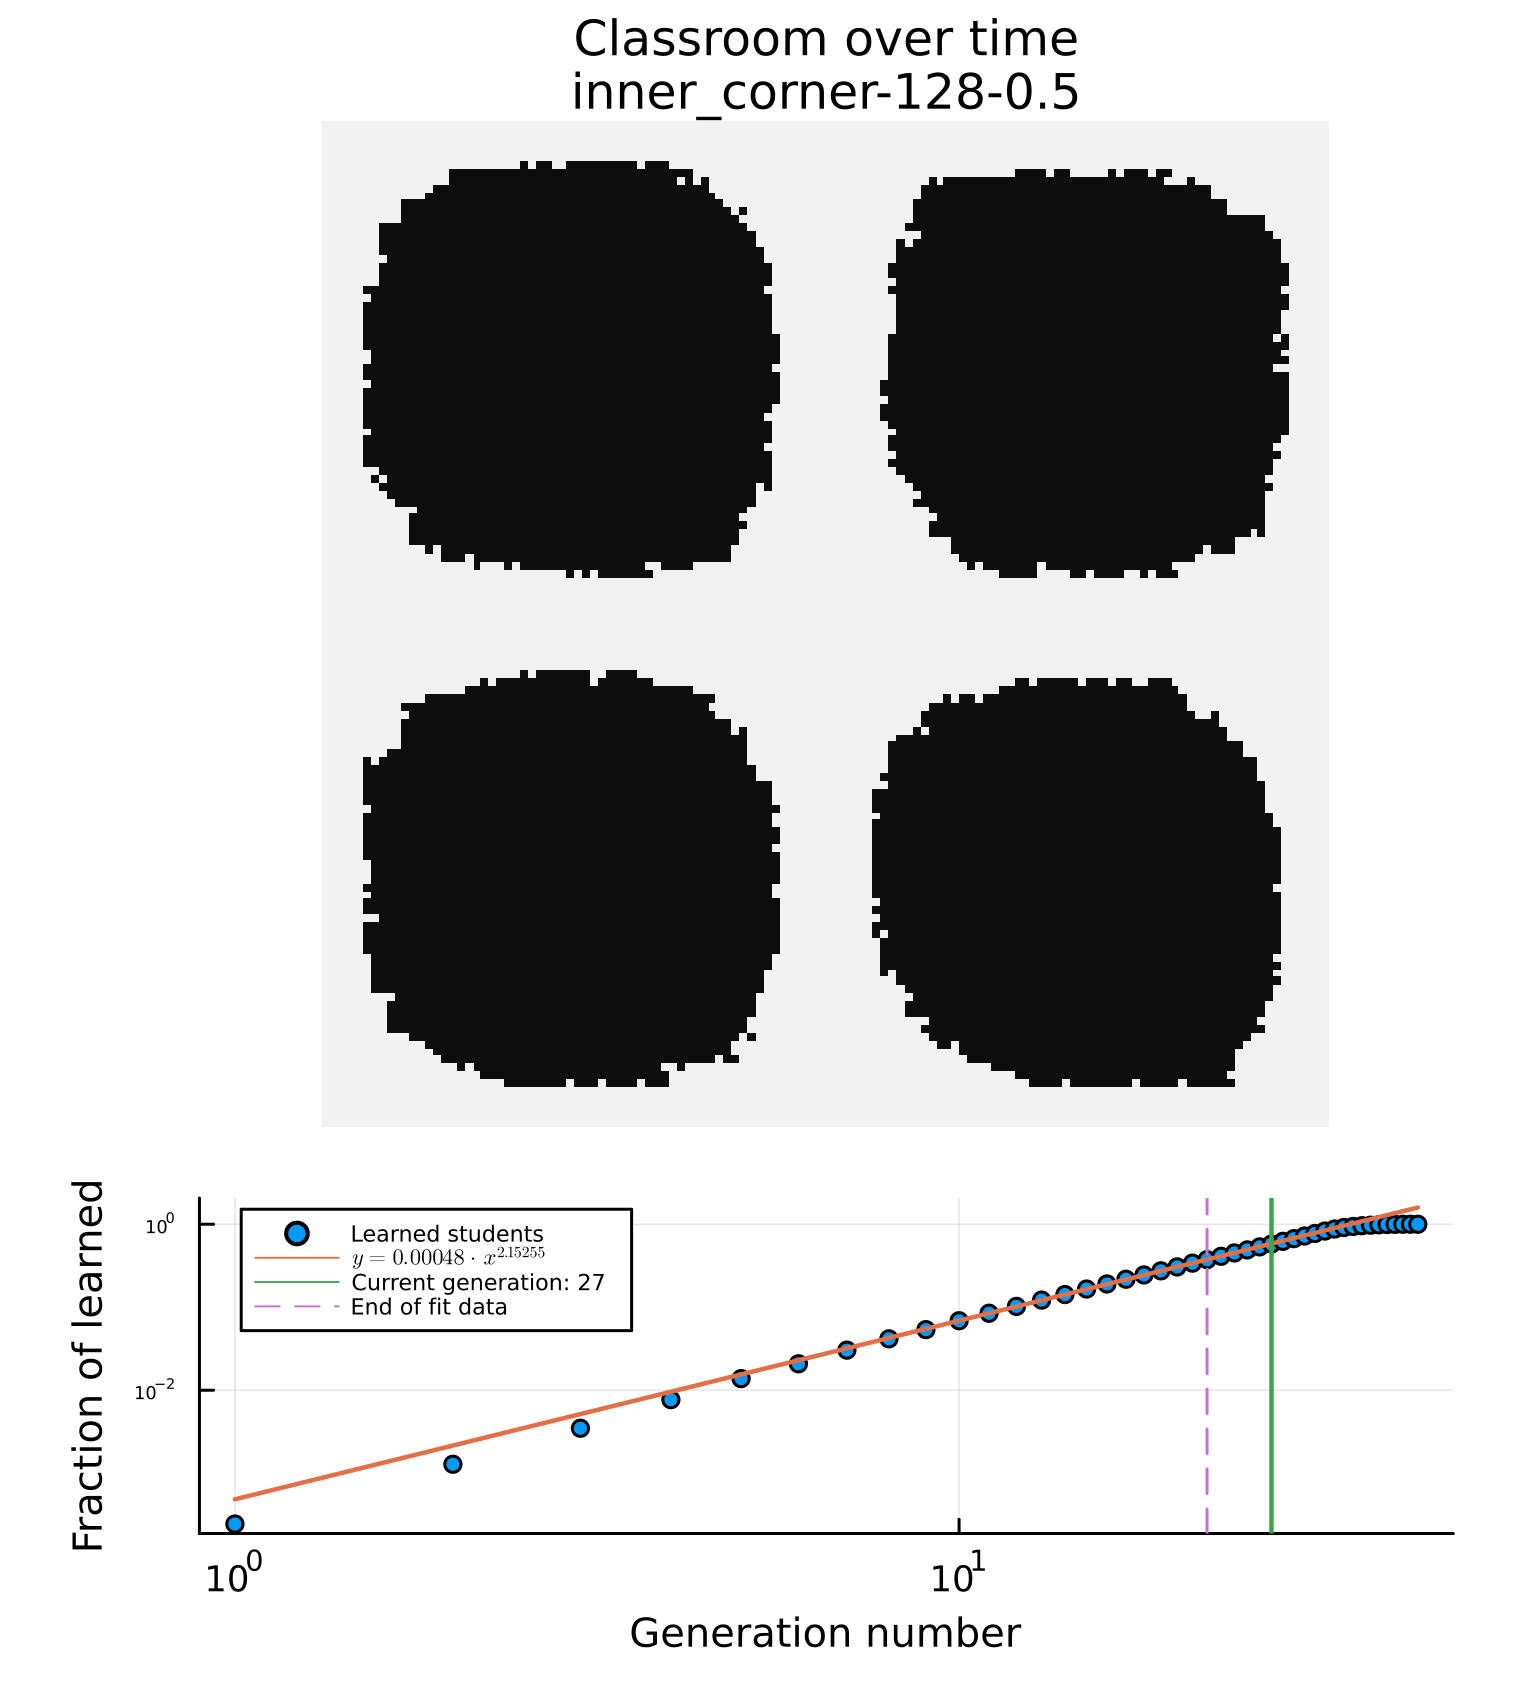 Classroom over time
inner_corner-128-0.5
Fraction of learned
10^0
10^−2
Learned students
y = 0.00048 · x^2.15255
Current generation: 27
End of fit data
10^0
10^1
Generation number